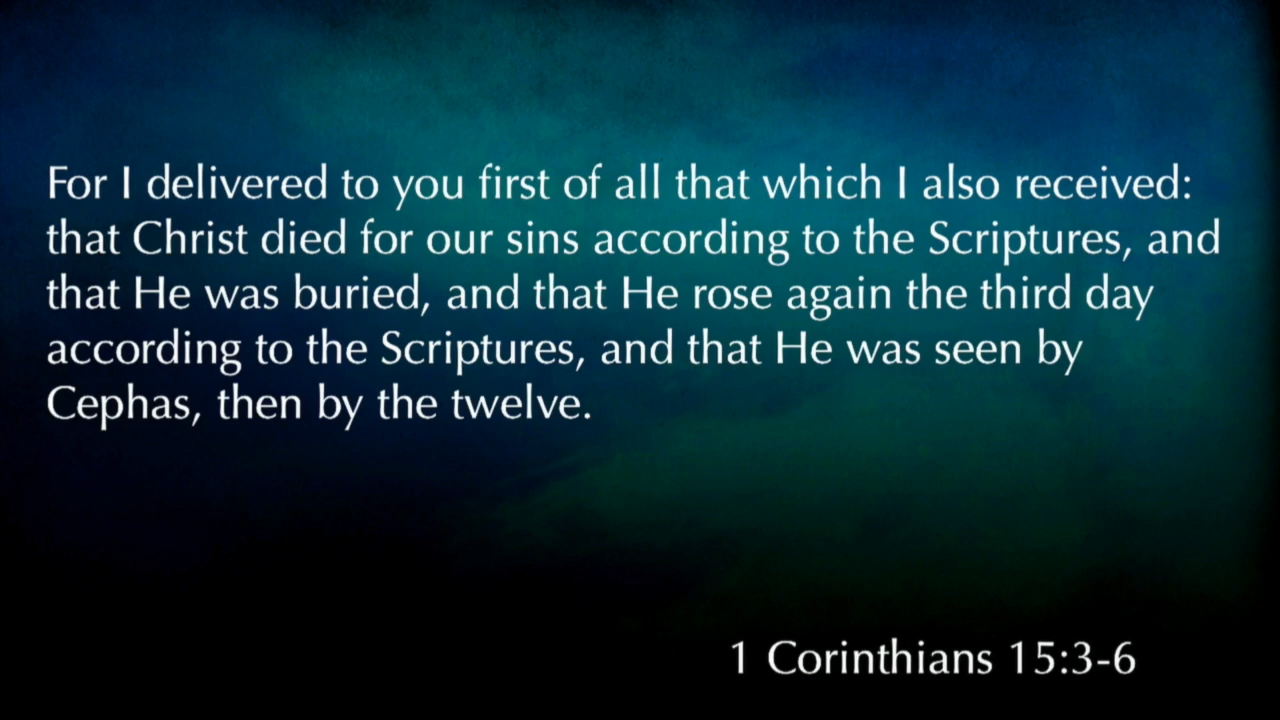 For I delivered to you first of all that which I also received:
that Christ died for our sins according to the Scriptures, and
that He was buried, and that He rose again the third day
according to the Scriptures, and that He was seen by
Cephas, then by the twelve.
1 Corinthians 15:3-6